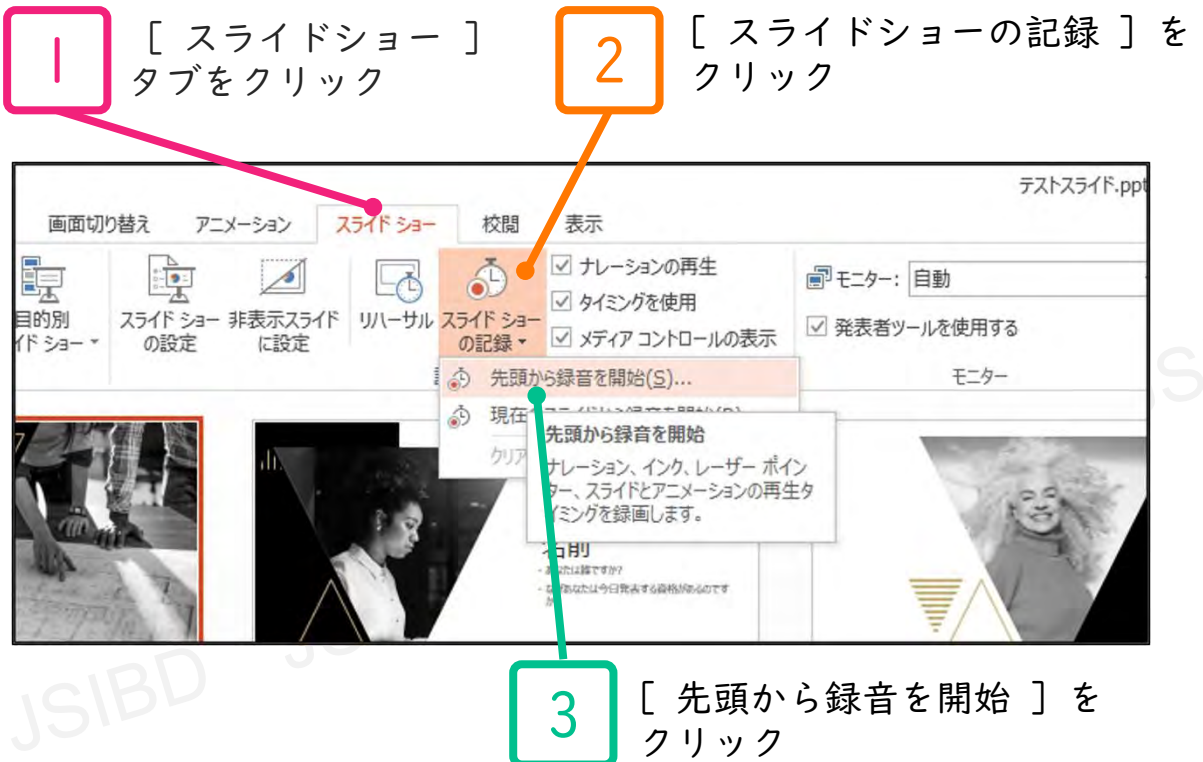 1
［ スライドショー ］
タブをクリック
2
［ スライドショーの記録 ］を
クリック
テストスライド.ppt
画面切り替え アニメーション スライド ショー 校閲 表示
目的別
イド ショー
スライド ショー
の設定
非表示スライド
に設定
リハーサル
スライド ショー
の記録
ナレーションの再生
タイミングを使用
メディア コントロールの表示
モニター: 自動
発表者ツールを使用する
モニター
先頭から録音を開始(S)...
現在
クリア
先頭から録音を開始
ナレーション、インク、レーザー ポイン
ター、スライドとアニメーションの再生タ
イミングを録画します。
名前
JSIBD
3
［ 先頭から録音を開始 ］を
クリック